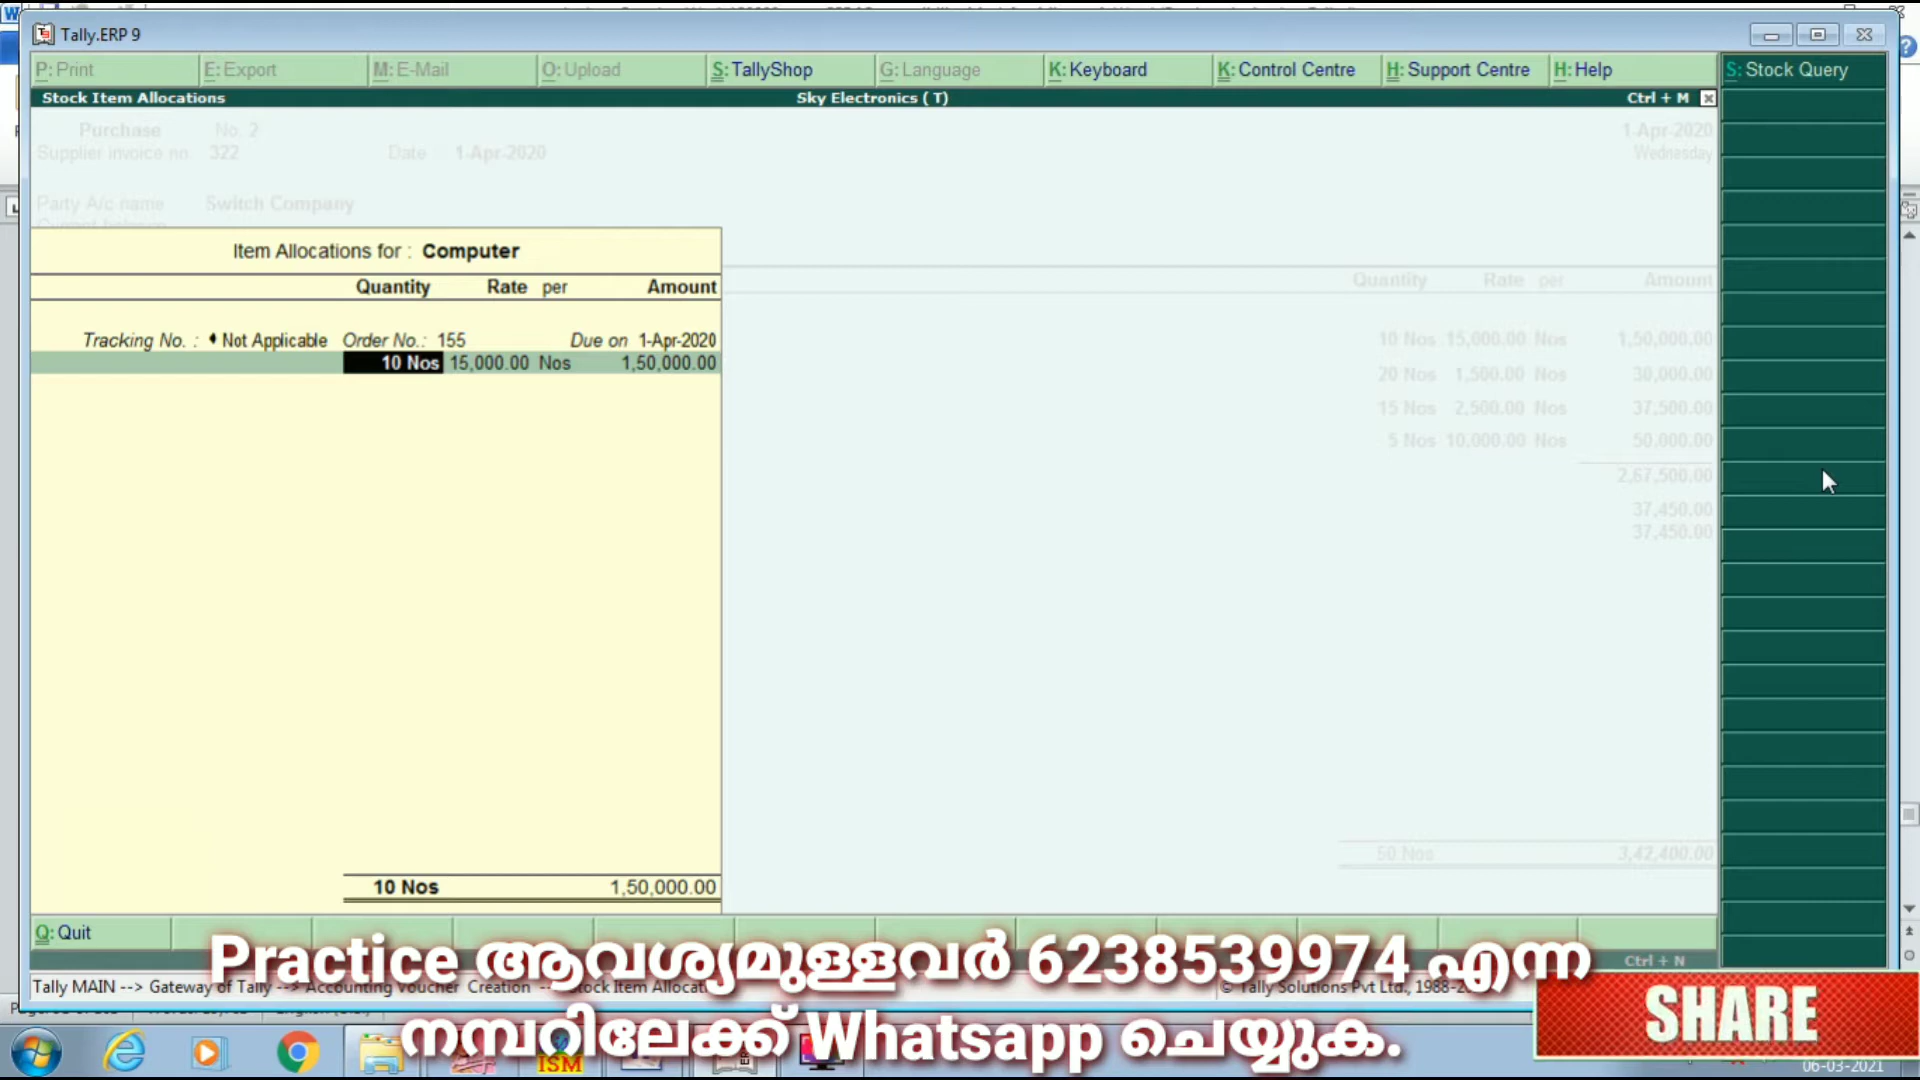 Tally.ERP 9
P: Print E: Export M: E-Mail O: Upload S: TallyShop G: Language K: Keyboard K: Control Centre H: Support Centre H: Help S: Stock Query
Stock Item Allocations Sky Electronics ( T) Ctrl + M
Purchase No. 2 1-Apr-2020
Supplier invoice no. 322 Date 1-Apr-2020 Wednesday
Party A/c name Switch Company
Item Allocations for : Computer
Quantity Rate per Amount
Quantity Rate per Amount
Tracking No. : ♦ Not Applicable Order No.: 155 Due on 1-Apr-2020
10 Nos 15,000.00 Nos 1,50,000.00
10 Nos 15,000.00 Nos 1,50,000.00
20 Nos 1,500.00 Nos 30,000.00
15 Nos 2,500.00 Nos 37,500.00
5 Nos 10,000.00 Nos 50,000.00
2,67,500.00
37,450.00
37,450.00
50 Nos 3,42,400.00
10 Nos 1,50,000.00
Q: Quit
Ctrl + N
Practice ആവശ്യമുള്ളവർ 6238539974 എന്ന
നമ്പറിലേക്ക് Whatsapp ചെയ്യുക.
Tally MAIN --> Gateway of Tally --> Accounting Voucher Creation Stock Item © Tally Solutions Pvt Ltd., 1988-
SHARE
ISM
06-03-2021